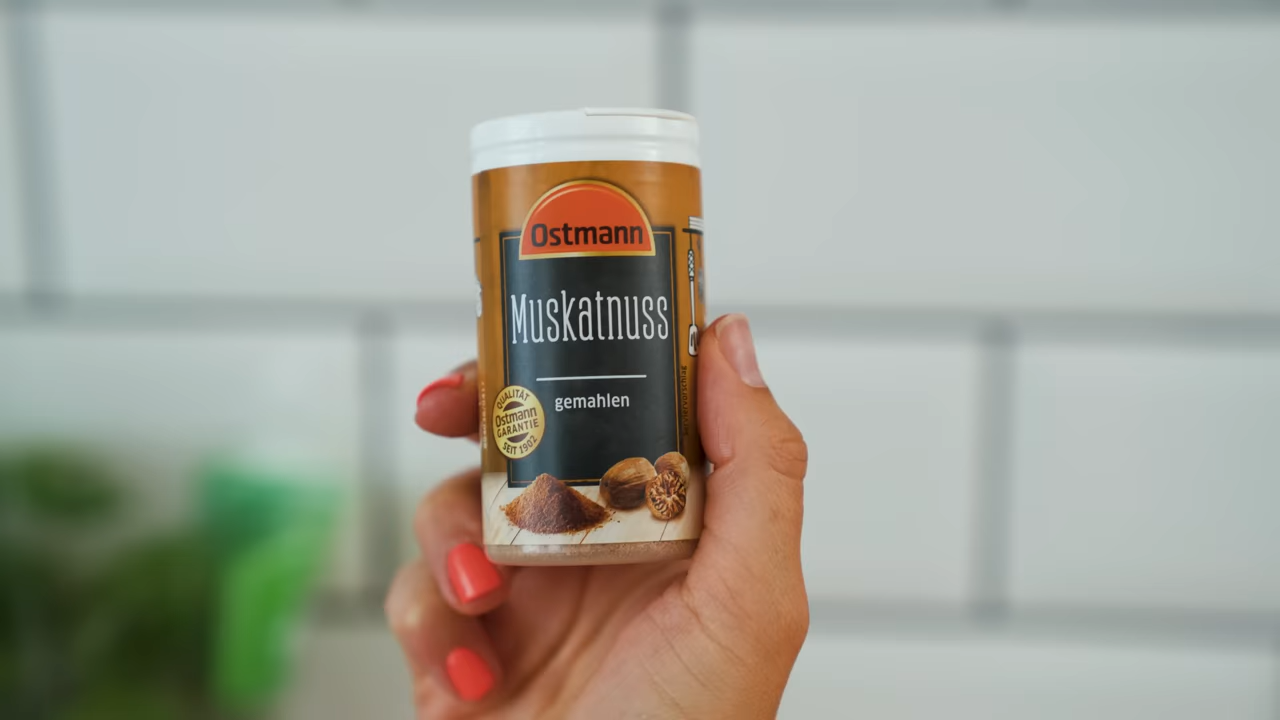 Ostmann
Muskatnuss
gemahlen
QUALITÄT
Ostmann
GARANTIE
SEIT 1902